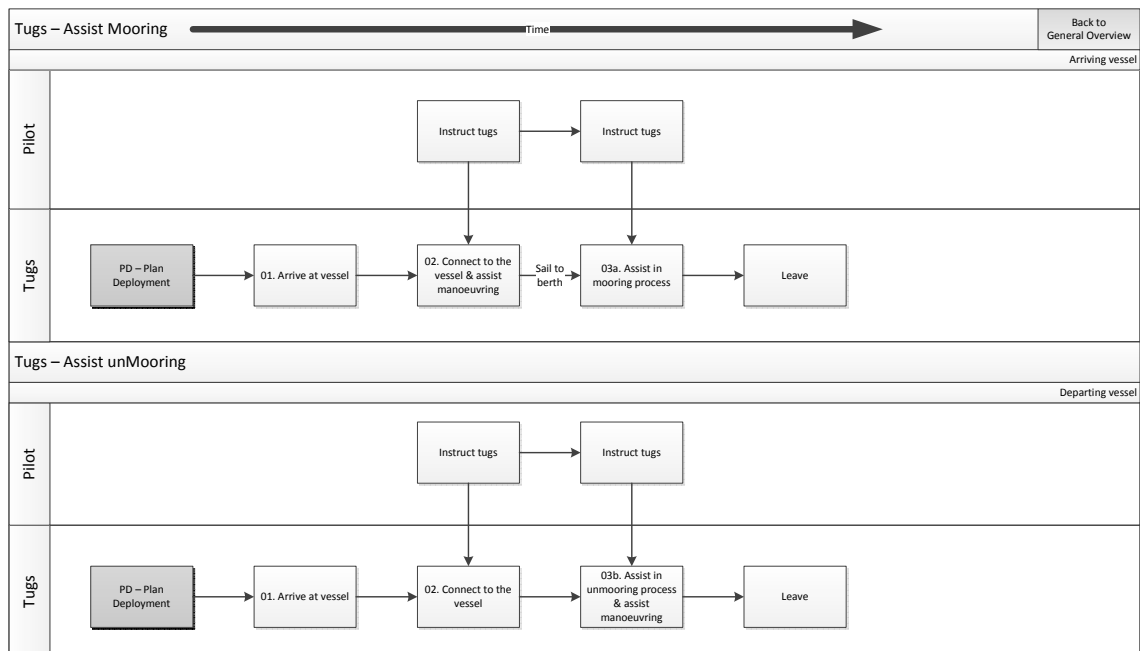 Tugs – Assist Mooring
Time
Back to
General Overview
Arriving vessel
Pilot
Instruct tugs
Instruct tugs
Tugs
PD – Plan
Deployment
01. Arrive at vessel
02. Connect to the
vessel & assist
manoeuvring
Sail to
berth
03a. Assist in
mooring process
Leave
Tugs – Assist unMooring
Departing vessel
Pilot
Instruct tugs
Instruct tugs
Tugs
PD – Plan
Deployment
01. Arrive at vessel
02. Connect to the
vessel
03b. Assist in
unmooring process
& assist
manoeuvring
Leave